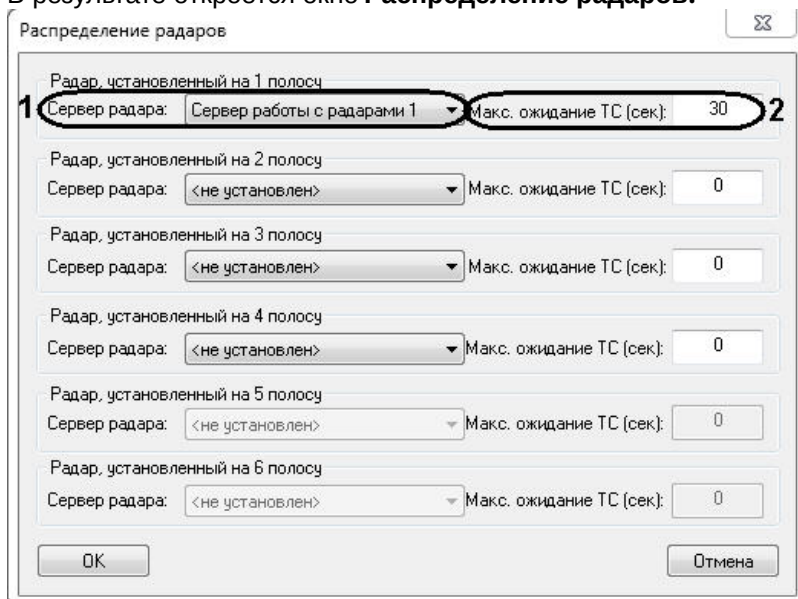 В результате откроется окно Распределение радаров.
Распределение радаров
Радар, установленный на 1 полосу
1 Сервер радара: Сервер работы с радарами 1 Макс. ожидание ТС (сек): 30 2
Радар, установленный на 2 полосу
Сервер радара: <не установлен> Макс. ожидание ТС (сек): 0
Радар, установленный на 3 полосу
Сервер радара: <не установлен> Макс. ожидание ТС (сек): 0
Радар, установленный на 4 полосу
Сервер радара: <не установлен> Макс. ожидание ТС (сек): 0
Радар, установленный на 5 полосу
Сервер радара: <не установлен> Макс. ожидание ТС (сек): 0
Радар, установленный на 6 полосу
Сервер радара: <не установлен> Макс. ожидание ТС (сек): 0
OK Отмена